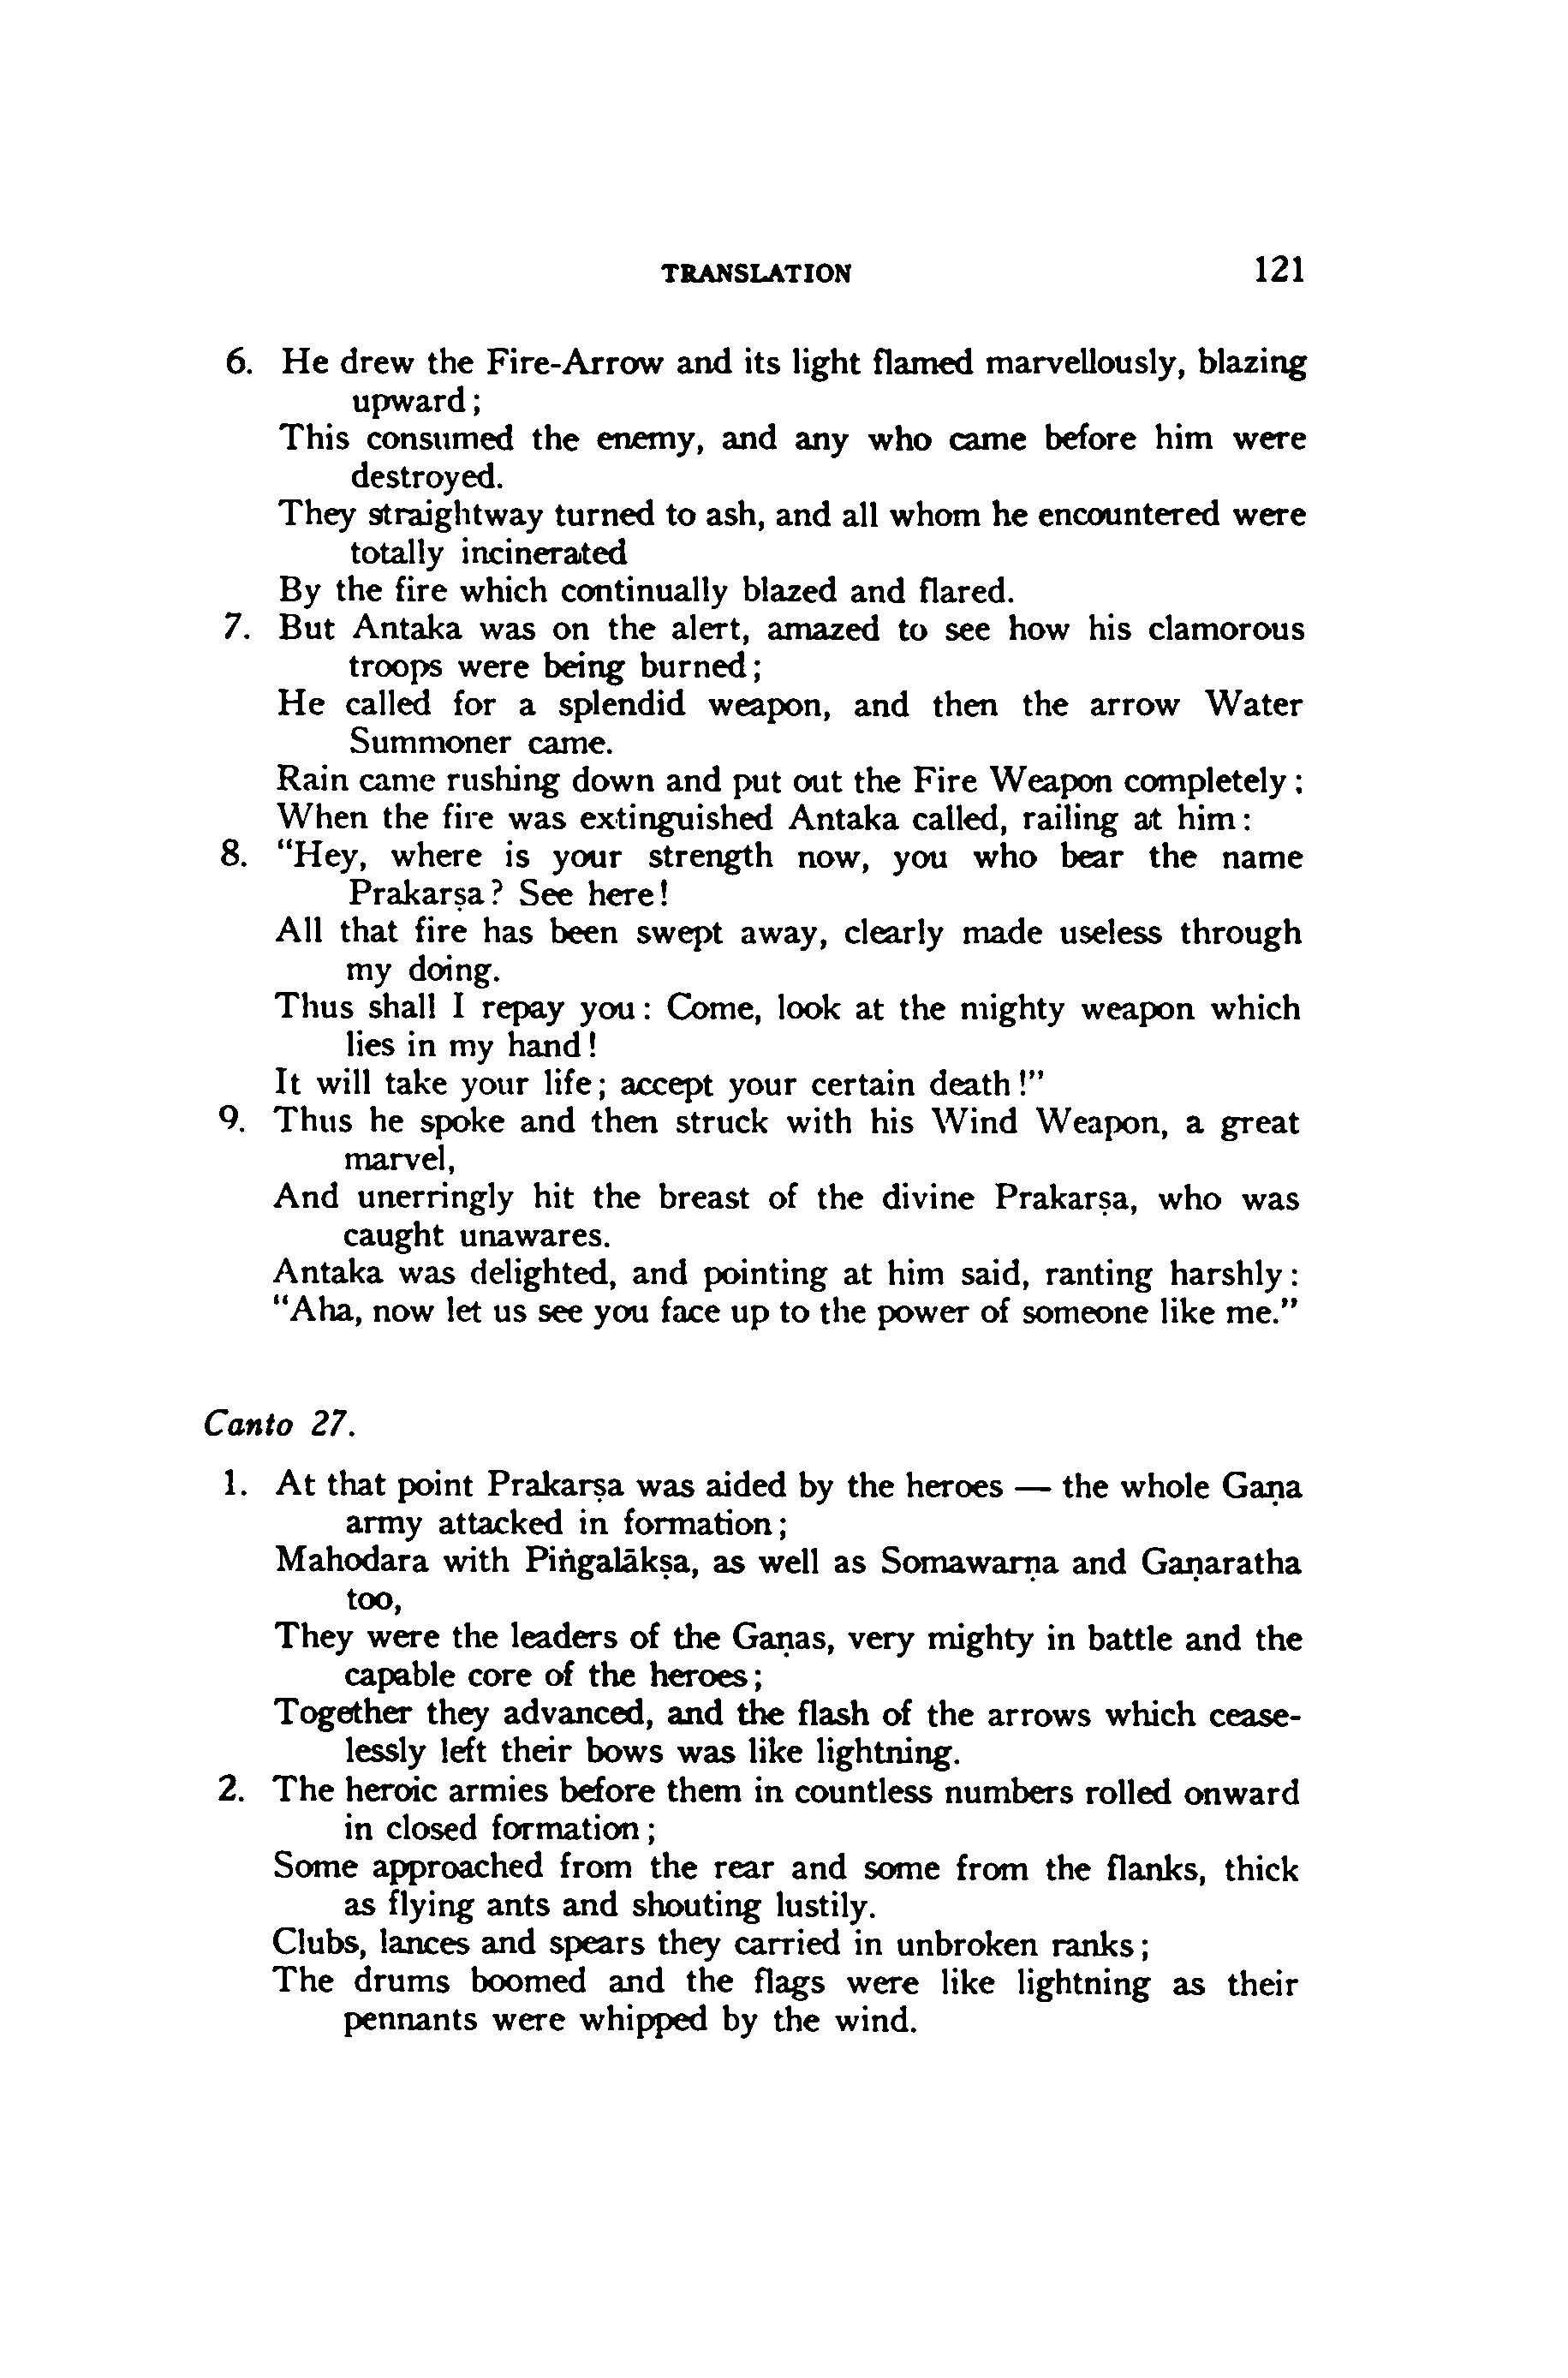 TRANSLATION 121
6. He drew the Fire-Arrow and its light flamed marvellously, blazing
upward;
This consumed the enemy, and any who came before him were
destroyed.
They straightway turned to ash, and all whom he encountered were
totally incinerated
By the fire which continually blazed and flared.
7. But Antaka was on the alert, amazed to see how his clamorous
troops were being burned;
He called for a splendid weapon, and then the arrow Water
Summoner came.
Rain came rushing down and put out the Fire Weapon completely:
When the fire was extinguished Antaka called, railing at him:
8. “Hey, where is your strength now, you who bear the name
Prakarṣa? See here!
All that fire has been swept away, clearly made useless through
my doing.
Thus shall I repay you: Come, look at the mighty weapon which
lies in my hand!
It will take your life; accept your certain death!”
9. Thus he spoke and then struck with his Wind Weapon, a great
marvel,
And unerringly hit the breast of the divine Prakarṣa, who was
caught unawares.
Antaka was delighted, and pointing at him said, ranting harshly:
“Aha, now let us see you face up to the power of someone like me.”
Canto 27.
1. At that point Prakarṣa was aided by the heroes — the whole Gaṇa
army attacked in formation;
Mahodara with Piṅgalākṣa, as well as Somawarṇa and Gaṇaratha
too,
They were the leaders of the Gaṇas, very mighty in battle and the
capable core of the heroes;
Together they advanced, and the flash of the arrows which cease-
lessly left their bows was like lightning.
2. The heroic armies before them in countless numbers rolled onward
in closed formation;
Some approached from the rear and some from the flanks, thick
as flying ants and shouting lustily.
Clubs, lances and spears they carried in unbroken ranks;
The drums boomed and the flags were like lightning as their
pennants were whipped by the wind.